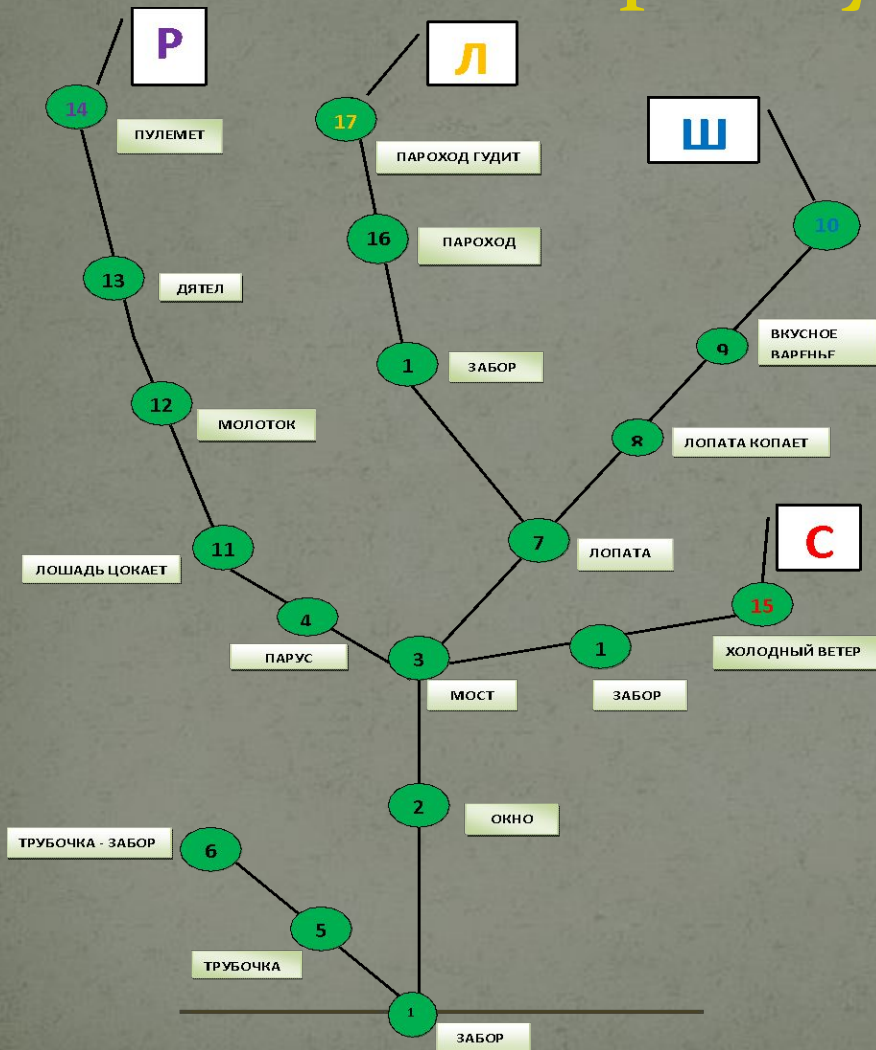 Р
Л
14
ПУЛЕМЕТ
17
Ш
ПАРОХОД ГУДИТ
10
16
ПАРОХОД
13
ДЯТЕЛ
9
ВКУСНОЕ
ВАРЕНЬЕ
1
ЗАБОР
12
МОЛОТОК
8
ЛОПАТА КОПАЕТ
С
11
7
ЛОПАТА
ЛОШАДЬ ЦОКАЕТ
15
4
ПАРУС
3
1
ХОЛОДНЫЙ ВЕТЕР
МОСТ
ЗАБОР
2
ОКНО
ТРУБОЧКА - ЗАБОР
6
5
ТРУБОЧКА
1
ЗАБОР